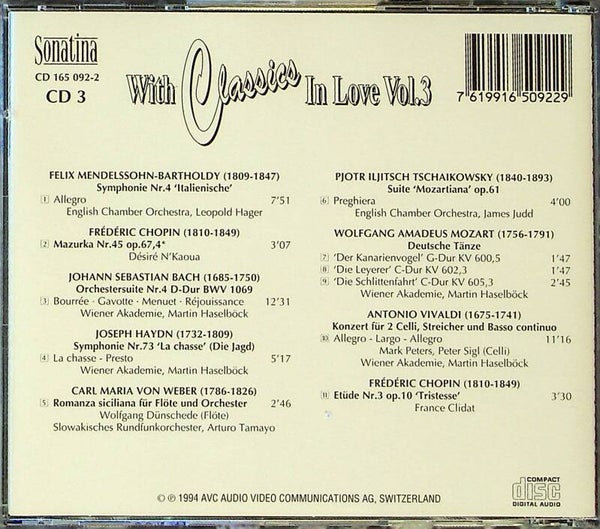 Sonatina
CD 165 092-2
CD 3
With Classics In Love Vol.3
7 619916 509229
FELIX MENDELSSOHN-BARTHOLDY (1809-1847)
Symphonie Nr.4 ‘Italienische’
1 Allegro 7’51
English Chamber Orchestra, Leopold Hager
FRÉDÉRIC CHOPIN (1810-1849)
2 Mazurka Nr.45 op.67,4* 3’07
Désiré N’Kaoua
JOHANN SEBASTIAN BACH (1685-1750)
Orchestersuite Nr.4 D-Dur BWV 1069
3 Bourrée · Gavotte · Menuet · Réjouissance 12’31
Wiener Akademie, Martin Haselböck
JOSEPH HAYDN (1732-1809)
Symphonie Nr.73 ‘La chasse’ (Die Jagd)
4 La chasse - Presto 5’17
Wiener Akademie, Martin Haselböck
CARL MARIA VON WEBER (1786-1826)
5 Romanza siciliana für Flöte und Orchester 2’46
Wolfgang Dünschede (Flöte)
Slowakisches Rundfunkorchester, Arturo Tamayo
PJOTR ILJITSCH TSCHAIKOWSKY (1840-1893)
Suite ‘Mozartiana’ op.61
6 Preghiera 4’00
English Chamber Orchestra, James Judd
WOLFGANG AMADEUS MOZART (1756-1791)
Deutsche Tänze
7 ‘Der Kanarienvogel’ G-Dur KV 600,5 1’47
8 ‘Die Leyerer’ C-Dur KV 602,3 1’47
9 ‘Die Schlittenfahrt’ C-Dur KV 605,3 2’45
Wiener Akademie, Martin Haselböck
ANTONIO VIVALDI (1675-1741)
Konzert für 2 Celli, Streicher und Basso continuo
10 Allegro - Largo - Allegro 11’16
Mark Peters, Peter Sigl (Celli)
Wiener Akademie, Martin Haselböck
FRÉDÉRIC CHOPIN (1810-1849)
11 Etüde Nr.3 op.10 ‘Tristesse’ 3’30
France Clidat
© ℗ 1994 AVC AUDIO VIDEO COMMUNICATIONS AG, SWITZERLAND
COMPACT
disc
DIGITAL AUDIO